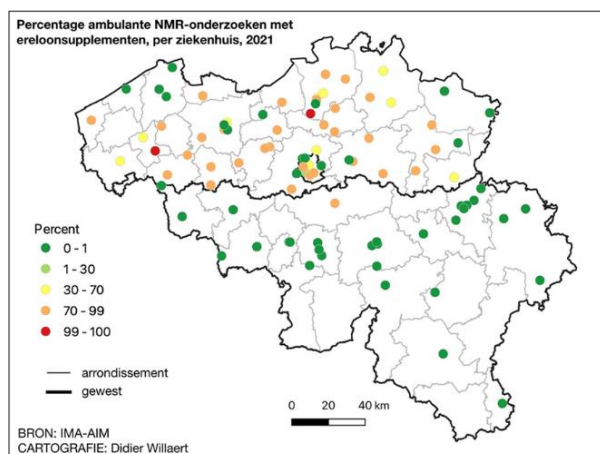 Percentage ambulante NMR-onderzoeken met
ereloonsupplementen, per ziekenhuis, 2021
Percent
0 - 1
1 - 30
30 - 70
70 - 99
99 - 100
arrondissement
gewest
0 20 40 km
BRON: IMA-AIM
CARTOGRAFIE: Didier Willaert